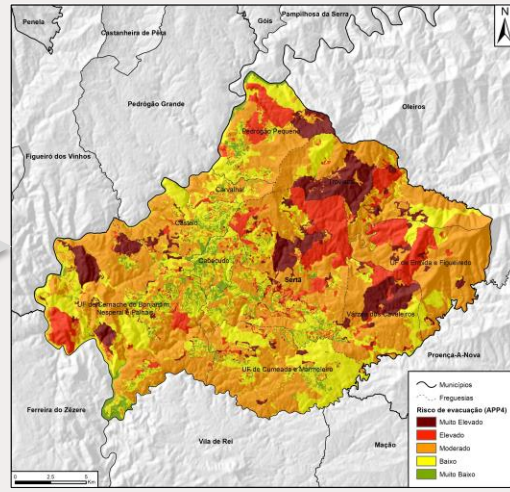 N
Penela
Góis
Pampilhosa da Serra
Castanheira de Pêra
Pedrógão Grande
Oleiros
Pedrógão Pequeno
Figueiró dos Vinhos
Carvalhal
Castelo
Cabeçudo
UF de Ermida e Figueiredo
Sertã
UF de Cernache do Bonjardim,
Nesperal e Palhais
Várzea dos Cavaleiros
UF de Cumeada e Marmeleiro
Proença-A-Nova
Ferreira do Zêzere
Vila de Rei
Mação
Municípios
Freguesias
Risco de evacuação (APP4)
Muito Elevado
Elevado
Moderado
Baixo
Muito Baixo
0 2.5 5
Km